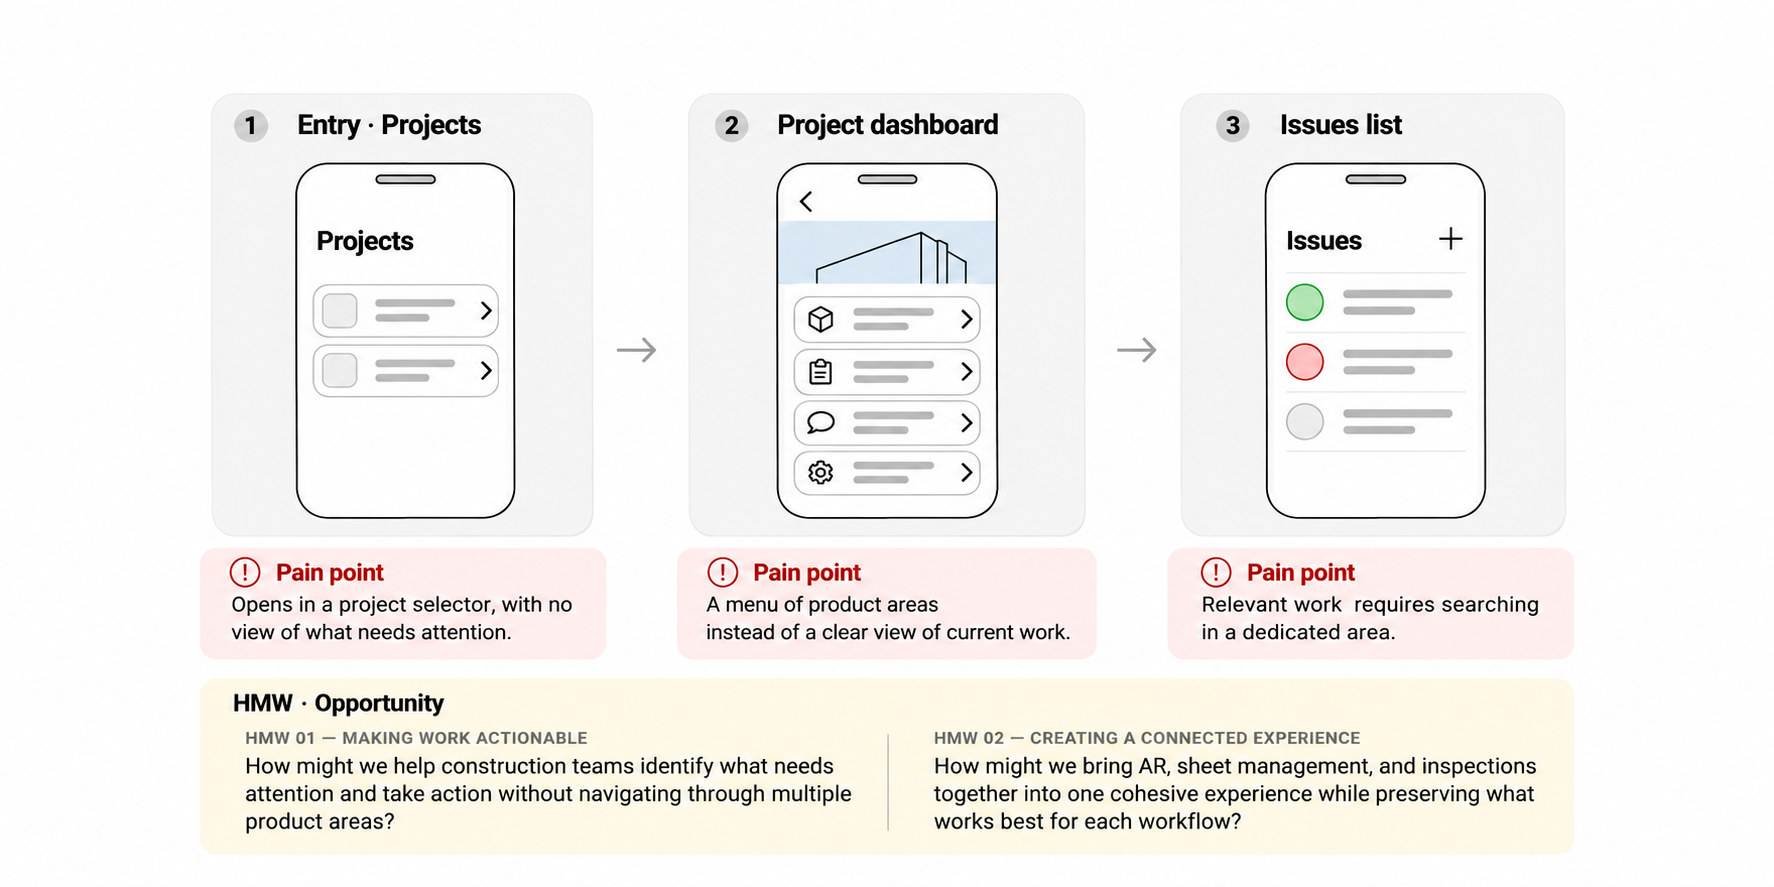 1 Entry · Projects
Projects
2 Project dashboard
3 Issues list
Issues
! Pain point
Opens in a project selector, with no
view of what needs attention.
! Pain point
A menu of product areas
instead of a clear view of current work.
! Pain point
Relevant work requires searching
in a dedicated area.
HMW · Opportunity
HMW 01 — MAKING WORK ACTIONABLE
How might we help construction teams identify what needs
attention and take action without navigating through multiple
product areas?
HMW 02 — CREATING A CONNECTED EXPERIENCE
How might we bring AR, sheet management, and inspections
together into one cohesive experience while preserving what
works best for each workflow?